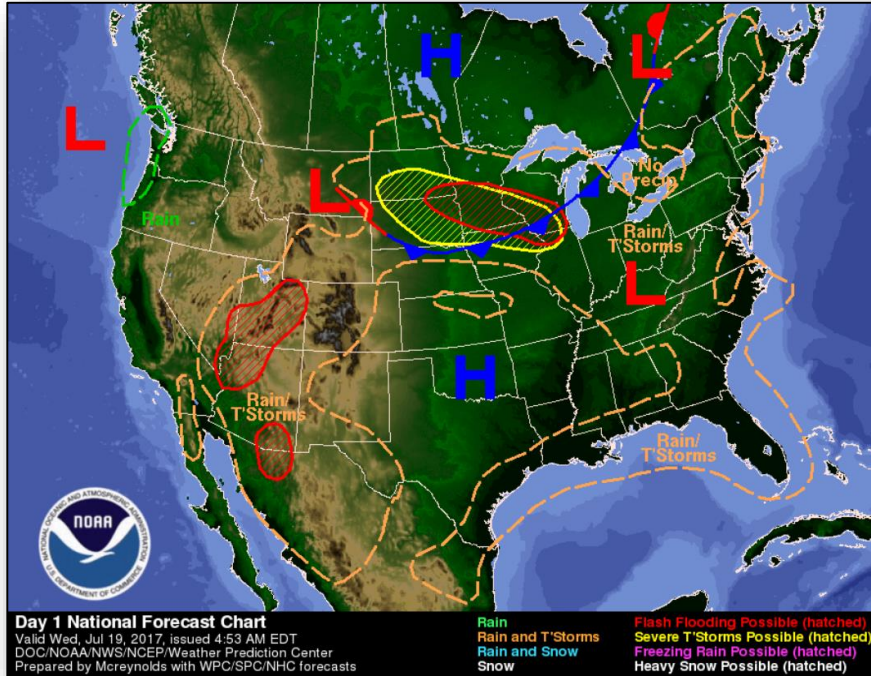 H
L
L
No
Precip
Rain
L
Rain/
T'Storms
L
H
Rain/
T'Storms
Rain/
T'Storms
NATIONAL OCEANIC AND ATMOSPHERIC ADMINISTRATION
NOAA
U.S. DEPARTMENT OF COMMERCE
Day 1 National Forecast Chart
Valid Wed, Jul 19, 2017, issued 4:53 AM EDT
DOC/NOAA/NWS/NCEP/Weather Prediction Center
Prepared by Mcreynolds with WPC/SPC/NHC forecasts
Rain
Rain and T'Storms
Rain and Snow
Snow
Flash Flooding Possible (hatched)
Severe T'Storms Possible (hatched)
Freezing Rain Possible (hatched)
Heavy Snow Possible (hatched)